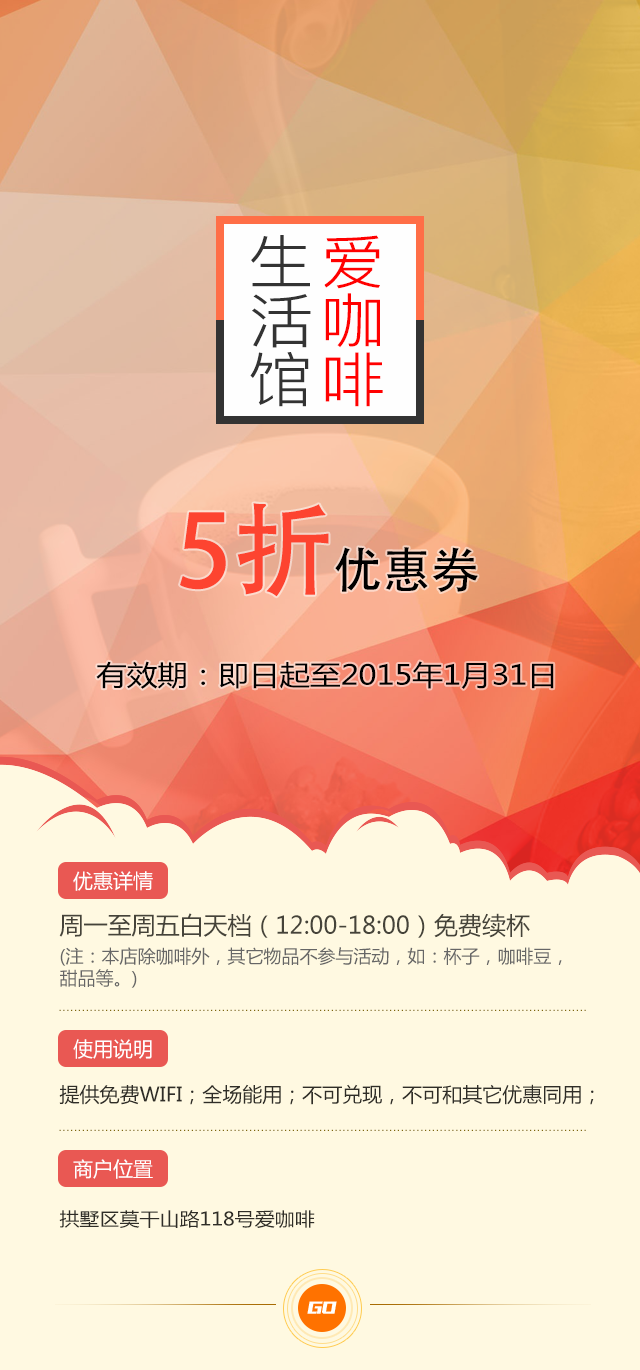 爱咖啡
生活馆
5折优惠券
有效期：即日起至2015年1月31日
优惠详情
周一至周五白天档（12:00-18:00）免费续杯
(注：本店除咖啡外，其它物品不参与活动，如：杯子，咖啡豆，
甜品等。)
使用说明
提供免费WIFI；全场能用；不可兑现，不可和其它优惠同用；
商户位置
拱墅区莫干山路118号爱咖啡
GO